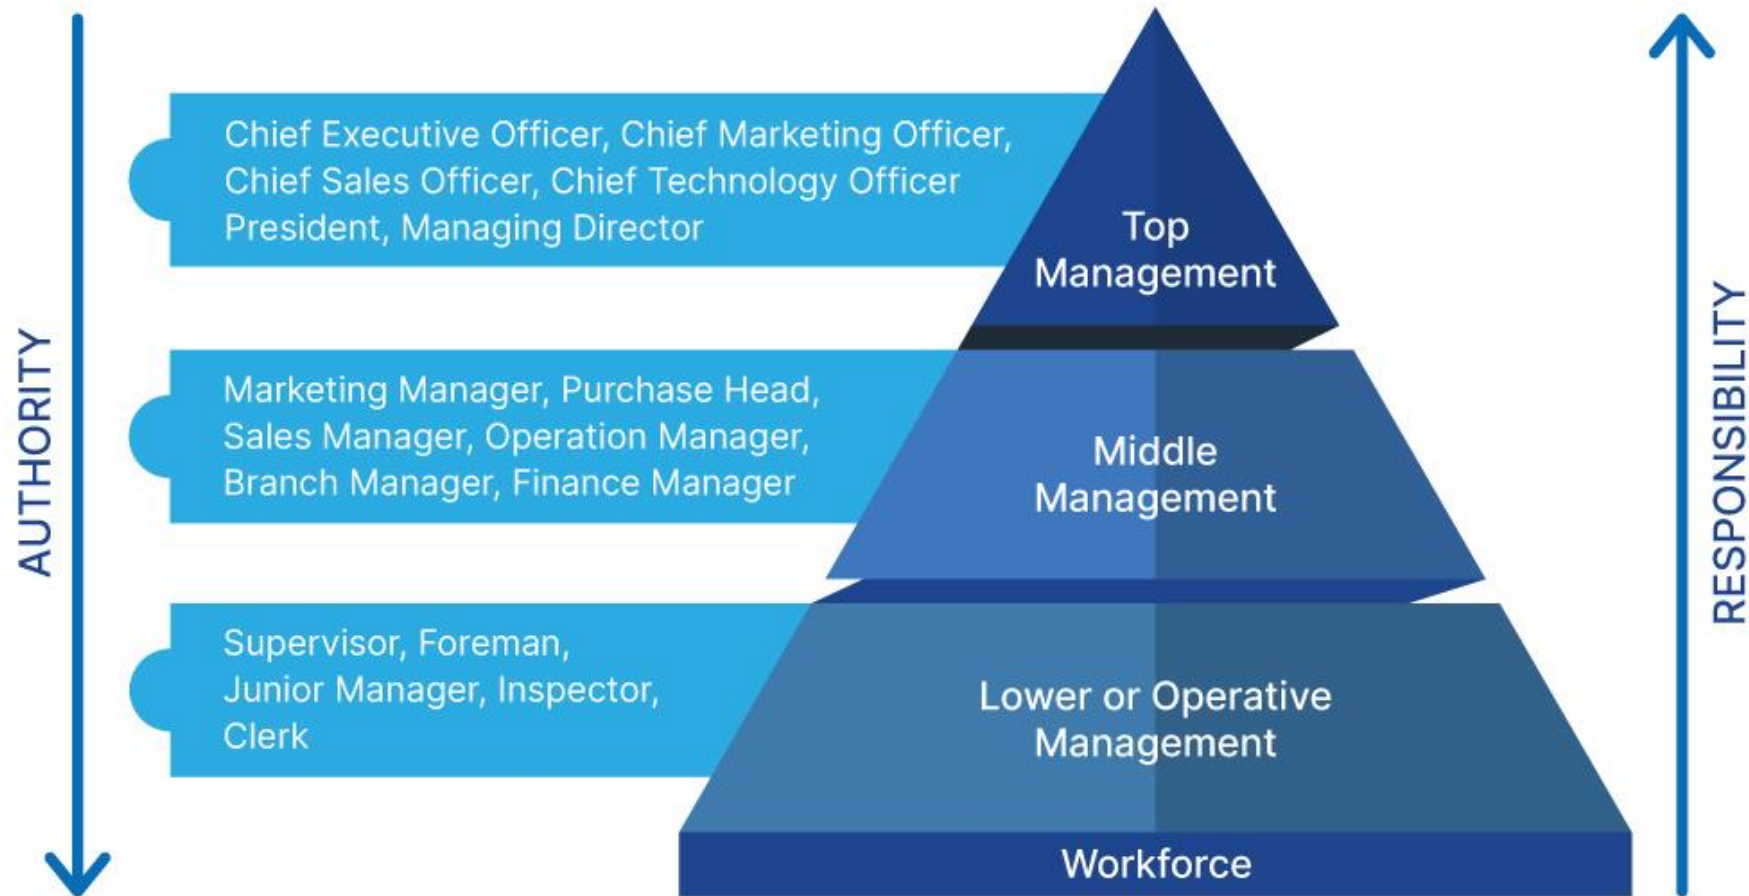 AUTHORITY
Chief Executive Officer, Chief Marketing Officer,
Chief Sales Officer, Chief Technology Officer
President, Managing Director
Top
Management
Marketing Manager, Purchase Head,
Sales Manager, Operation Manager,
Branch Manager, Finance Manager
Middle
Management
Supervisor, Foreman,
Junior Manager, Inspector,
Clerk
Lower or Operative
Management
Workforce
RESPONSIBILITY